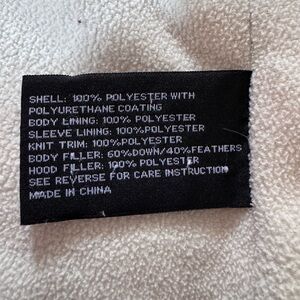 SHELL: 100% POLYESTER WITH
POLYURETHANE COATING
BODY LINING: 100% POLYESTER
SLEEVE LINING: 100%POLYESTER
KNIT TRIM: 100%POLYESTER
BODY FILLER: 60%DOWN/40%FEATHERS
HOOD FILLER: 100% POLYESTER
SEE REVERSE FOR CARE INSTRUCTION
MADE IN CHINA